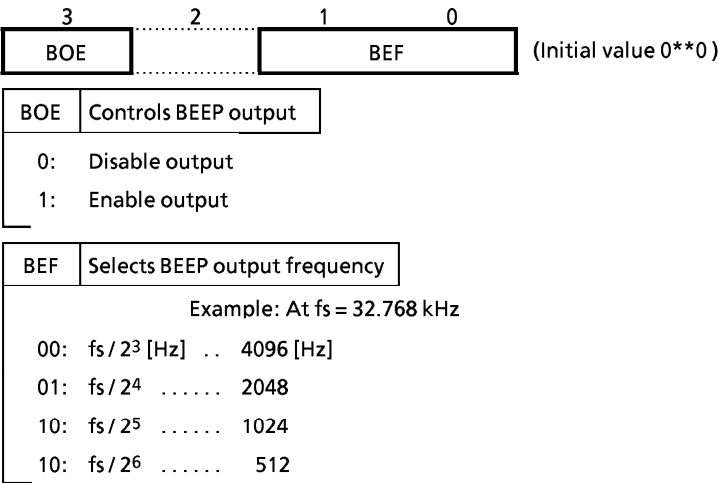 3 2 1 0
BOE BEF (Initial value 0**0)
BOE Controls BEEP output
0: Disable output
1: Enable output
BEF Selects BEEP output frequency
Example: At fs = 32.768 kHz
00: fs / 2³ [Hz] .. 4096 [Hz]
01: fs / 2⁴ ...... 2048
10: fs / 2⁵ ...... 1024
10: fs / 2⁶ ...... 512